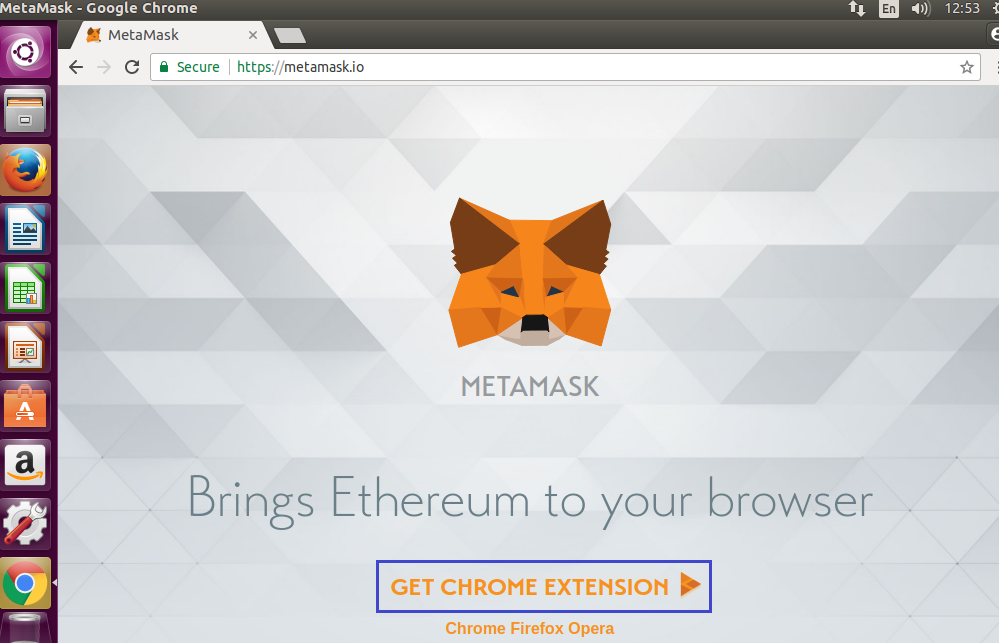 MetaMask - Google Chrome
En
12:53
MetaMask
Secure
https://metamask.io
METAMASK
Brings Ethereum to your browser
GET CHROME EXTENSION
Chrome Firefox Opera